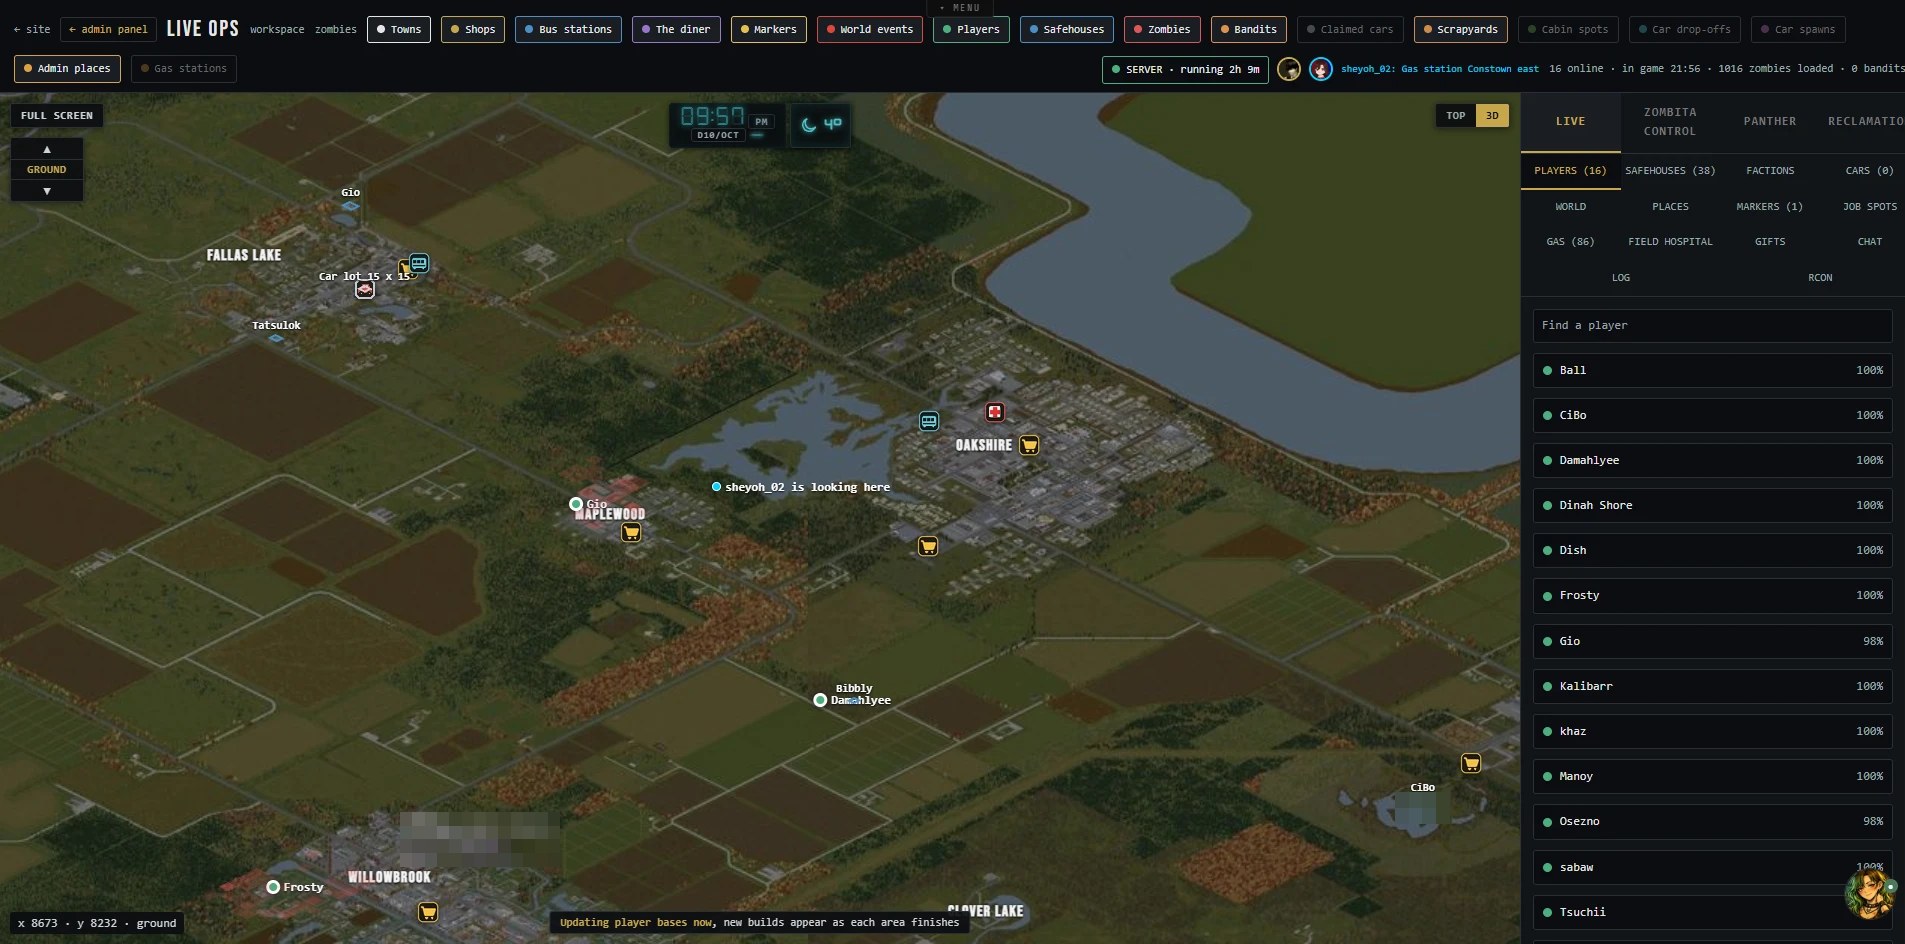 ▾ MENU
← site
← admin panel
LIVE OPS
workspace
zombies
Towns
Shops
Bus stations
The diner
Markers
World events
Players
Safehouses
Zombies
Bandits
Claimed cars
Scrapyards
Cabin spots
Car drop-offs
Car spawns
Admin places
Gas stations
SERVER · running 2h 9m
sheyoh_02: Gas station Constown east
16 online · in game 21:56 · 1016 zombies loaded · 0 bandits
FULL SCREEN
▲
GROUND
▼
09:57 PM
D10/OCT
4°
TOP
3D
Gio
FALLAS LAKE
Car lot 15 x 15
Tatsulok
OAKSHIRE
sheyoh_02 is looking here
Gio
MAPLEWOOD
Bibbly
Damahlyee
CiBo
WILLOWBROOK
Frosty
CLOVER LAKE
x 8673 · y 8232 · ground
Updating player bases now, new builds appear as each area finishes
LIVE
ZOMBITA CONTROL
PANTHER
RECLAMATIO
PLAYERS (16)
SAFEHOUSES (38)
FACTIONS
CARS (0)
WORLD
PLACES
MARKERS (1)
JOB SPOTS
GAS (86)
FIELD HOSPITAL
GIFTS
CHAT
LOG
RCON
Find a player
Ball 100%
CiBo 100%
Damahlyee 100%
Dinah Shore 100%
Dish 100%
Frosty 100%
Gio 98%
Kalibarr 100%
khaz 100%
Manoy 100%
Osezno 98%
sabaw 100%
Tsuchii